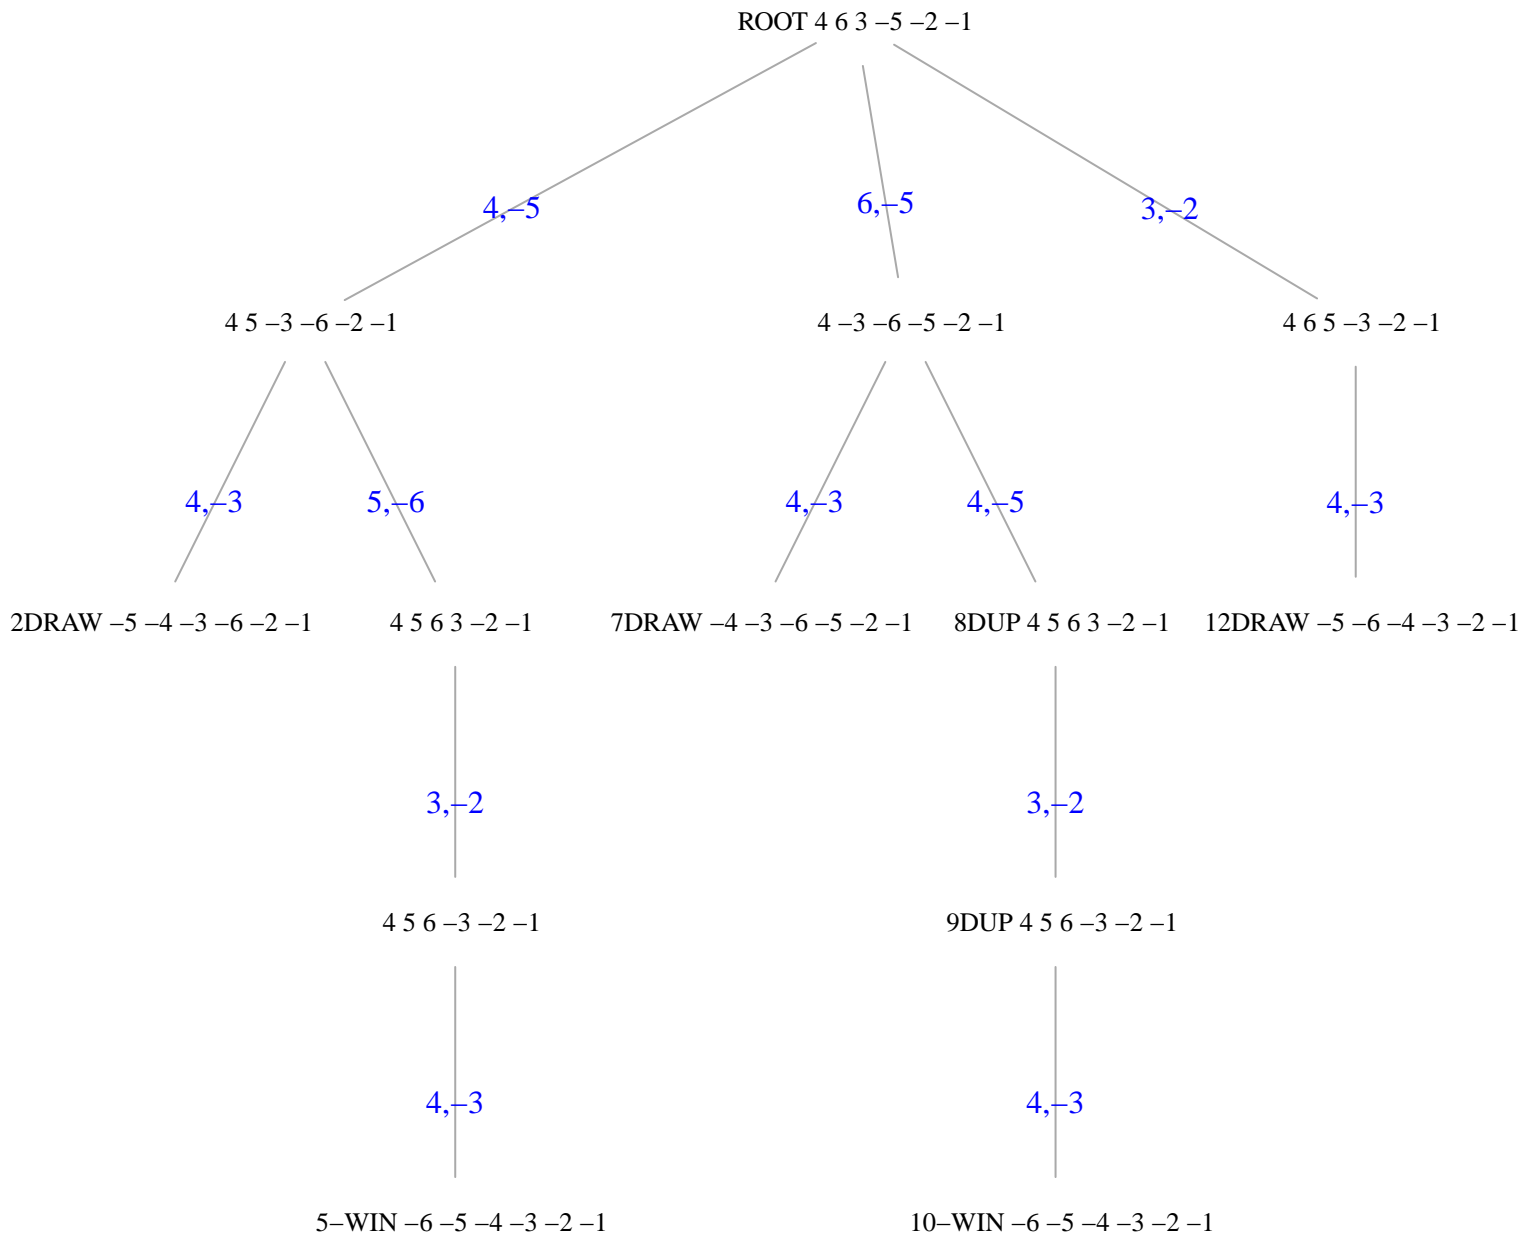 ROOT 4 6 3 –5 –2 –1
4,–5
6,–5
3,–2
4 5 –3 –6 –2 –1
4 –3 –6 –5 –2 –1
4 6 5 –3 –2 –1
4,–3
5,–6
4,–3
4,–5
4,–3
2DRAW –5 –4 –3 –6 –2 –1
4 5 6 3 –2 –1
7DRAW –4 –3 –6 –5 –2 –1
8DUP 4 5 6 3 –2 –1
12DRAW –5 –6 –4 –3 –2 –1
3,–2
3,–2
4 5 6 –3 –2 –1
9DUP 4 5 6 –3 –2 –1
4,–3
4,–3
5–WIN –6 –5 –4 –3 –2 –1
10–WIN –6 –5 –4 –3 –2 –1